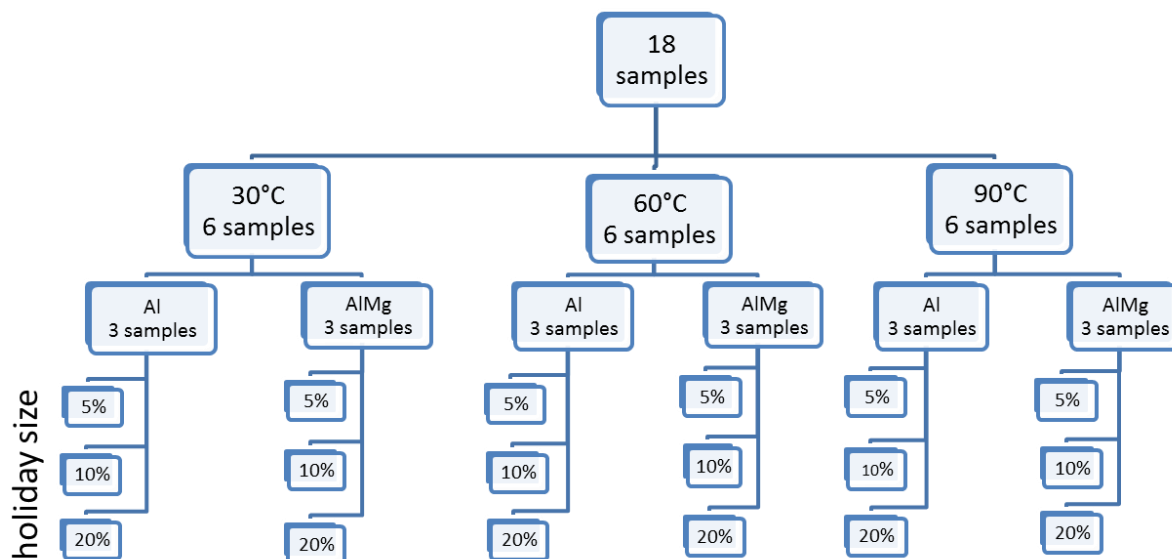 18
samples
30°C
6 samples
60°C
6 samples
90°C
6 samples
Al
3 samples
AlMg
3 samples
Al
3 samples
AlMg
3 samples
Al
3 samples
AlMg
3 samples
holiday size
5%
5%
5%
5%
5%
5%
10%
10%
10%
10%
10%
10%
20%
20%
20%
20%
20%
20%